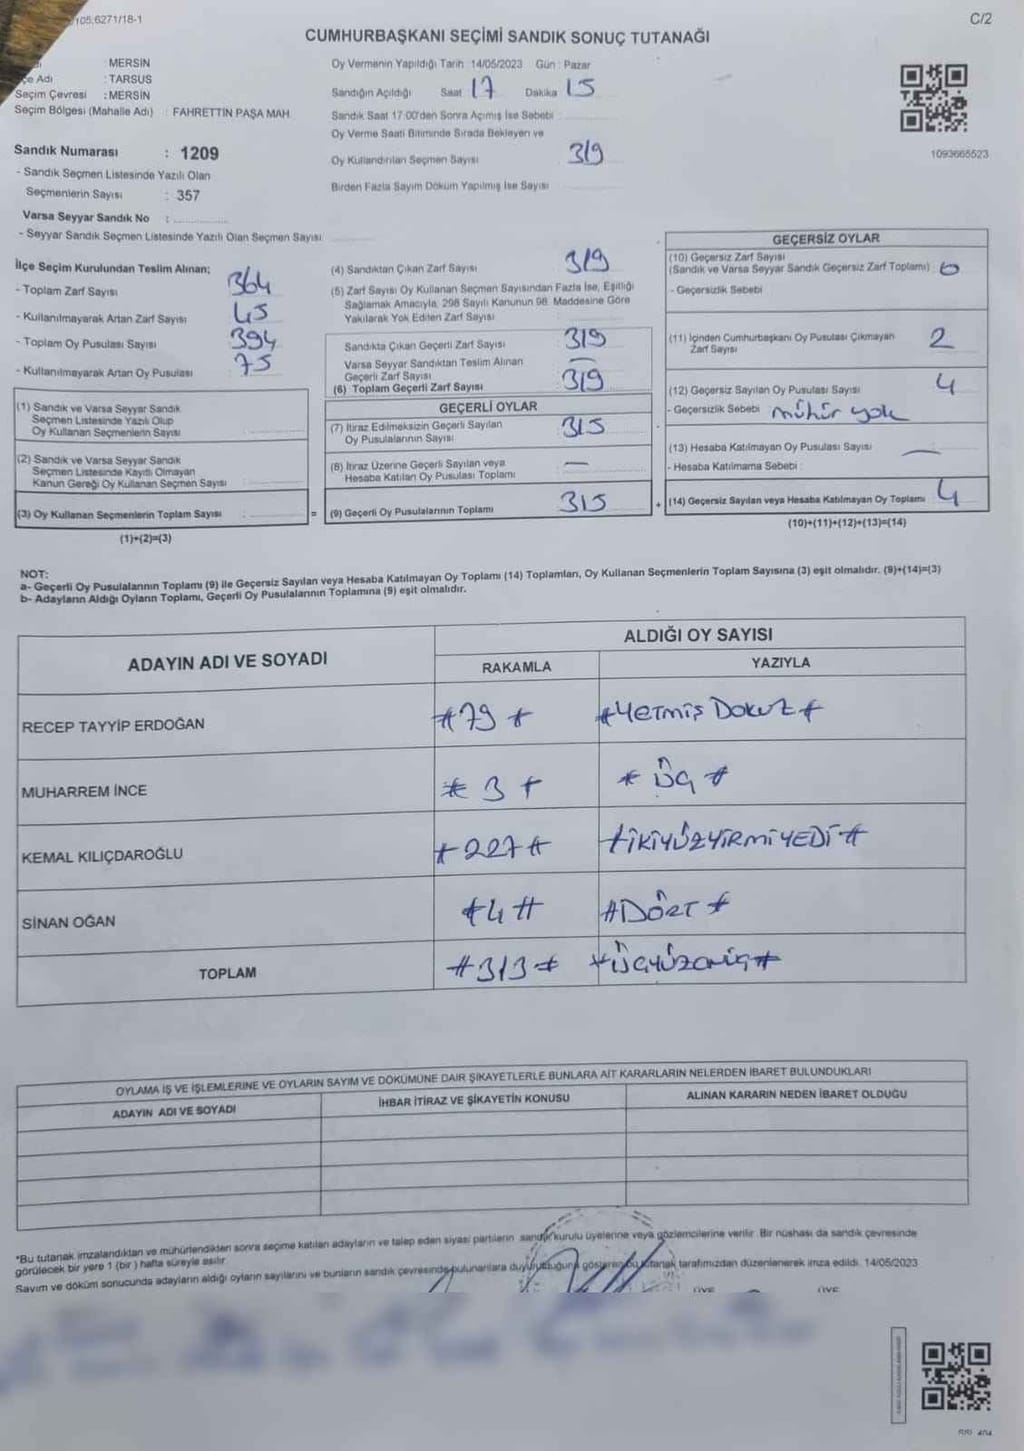 105.6271/18-1
C/2
CUMHURBAŞKANI SEÇİMİ SANDIK SONUÇ TUTANAĞI
: MERSİN
çe Adı : TARSUS
Seçim Çevresi : MERSİN
Seçim Bölgesi (Mahalle Adı) : FAHRETTİN PAŞA MAH.
Sandık Numarası : 1209
- Sandık Seçmen Listesinde Yazılı Olan
Seçmenlerin Sayısı : 357
Varsa Seyyar Sandık No :
- Seyyar Sandık Seçmen Listesinde Yazılı Olan Seçmen Sayısı
Oy Vermenin Yapıldığı Tarih : 14/05/2023 Gün : Pazar
Sandığın Açıldığı Saat 17 Dakika 15
Sandık Saat 17:00'den Sonra Açımış İse Sebebi
Oy Verme Saati Bitiminde Sırada Bekleyen ve
Oy Kullandırılan Seçmen Sayısı 319
Birden Fazla Sayım Döküm Yapılmış İse Sayısı
1093665523
İlçe Seçim Kurulundan Teslim Alınan;
- Toplam Zarf Sayısı 364
- Kullanılmayarak Artan Zarf Sayısı 45
- Toplam Oy Pusulası Sayısı 394
- Kullanılmayarak Artan Oy Pusulası 75
(1) Sandık ve Varsa Seyyar Sandık
Seçmen Listesinde Yazılı Olup
Oy Kullanan Seçmenlerin Sayısı
(2) Sandık ve Varsa Seyyar Sandık
Seçmen Listesinde Kayıtlı Olmayan
Kanun Gereği Oy Kullanan Seçmen Sayısı
(3) Oy Kullanan Seçmenlerin Toplam Sayısı
(1)+(2)=(3)
=
(4) Sandıktan Çıkan Zarf Sayısı 319
(5) Zarf Sayısı Oy Kullanan Seçmen Sayısından Fazla İse, Eşitliği
Sağlamak Amacıyla, 298 Sayılı Kanunun 98. Maddesine Göre
Yakılarak Yok Edilen Zarf Sayısı
Sandıkta Çıkan Geçerli Zarf Sayısı 319
Varsa Seyyar Sandıktan Teslim Alınan
Geçerli Zarf Sayısı —
(6) Toplam Geçerli Zarf Sayısı 319
GEÇERLİ OYLAR
(7) İtiraz Edilmeksizin Geçerli Sayılan
Oy Pusulalarının Sayısı 315
(8) İtiraz Üzerine Geçerli Sayılan veya
Hesaba Katılan Oy Pusulası Toplamı —
(9) Geçerli Oy Pusulalarının Toplamı 315
+
GEÇERSİZ OYLAR
(10) Geçersiz Zarf Sayısı
(Sandık ve Varsa Seyyar Sandık Geçersiz Zarf Toplamı)
- Geçersizlik Sebebi
(11) İçinden Cumhurbaşkanı Oy Pusulası Çıkmayan
Zarf Sayısı 2
(12) Geçersiz Sayılan Oy Pusulası Sayısı 4
- Geçersizlik Sebebi mühür yok
(13) Hesaba Katılmayan Oy Pusulası Sayısı —
- Hesaba Katılmama Sebebi :
(14) Geçersiz Sayılan veya Hesaba Katılmayan Oy Toplamı 4
(10)+(11)+(12)+(13)=(14)
NOT:
a- Geçerli Oy Pusulalarının Toplamı (9) ile Geçersiz Sayılan veya Hesaba Katılmayan Oy Toplamı (14) Toplamları, Oy Kullanan Seçmenlerin Toplam Sayısına (3) eşit olmalıdır. (9)+(14)=(3)
b- Adayların Aldığı Oyların Toplamı, Geçerli Oy Pusulalarının Toplamına (9) eşit olmalıdır.
ADAYIN ADI VE SOYADI
ALDIĞI OY SAYISI
RAKAMLA YAZIYLA
RECEP TAYYİP ERDOĞAN #79# #Yetmiş Dokuz#
MUHARREM İNCE #3# #ÜÇ#
KEMAL KILIÇDAROĞLU #227# #İKİYÜZYİRMİYEDİ#
SİNAN OĞAN #4# #DÖRT#
TOPLAM #313# #ÜÇYÜZONÜÇ#
OYLAMA İŞ VE İŞLEMLERİNE VE OYLARIN SAYIM VE DÖKÜMÜNE DAİR ŞİKAYETLERLE BUNLARA AİT KARARLARIN NELERDEN İBARET BULUNDUKLARI
ADAYIN ADI VE SOYADI İHBAR İTİRAZ VE ŞİKAYETİN KONUSU ALINAN KARARIN NEDEN İBARET OLDUĞU
*Bu tutanak imzalandıktan ve mühürlendikten sonra seçime katılan adayların ve talep eden siyasi partilerin sandık kurulu üyelerine veya gözlemcilerine verilir. Bir nüshası da sandık çevresinde
görülecek bir yere 1 (bir) hafta süreyle asılır
Sayım ve döküm sonucunda adayların aldığı oyların sayılarını ve bunların sandık çevresinde bulunanlara duyurulduğunu gösteren bu tutanak tarafımızdan düzenlenerek imza edildi. 14/05/2023
ÜYE ÜYE